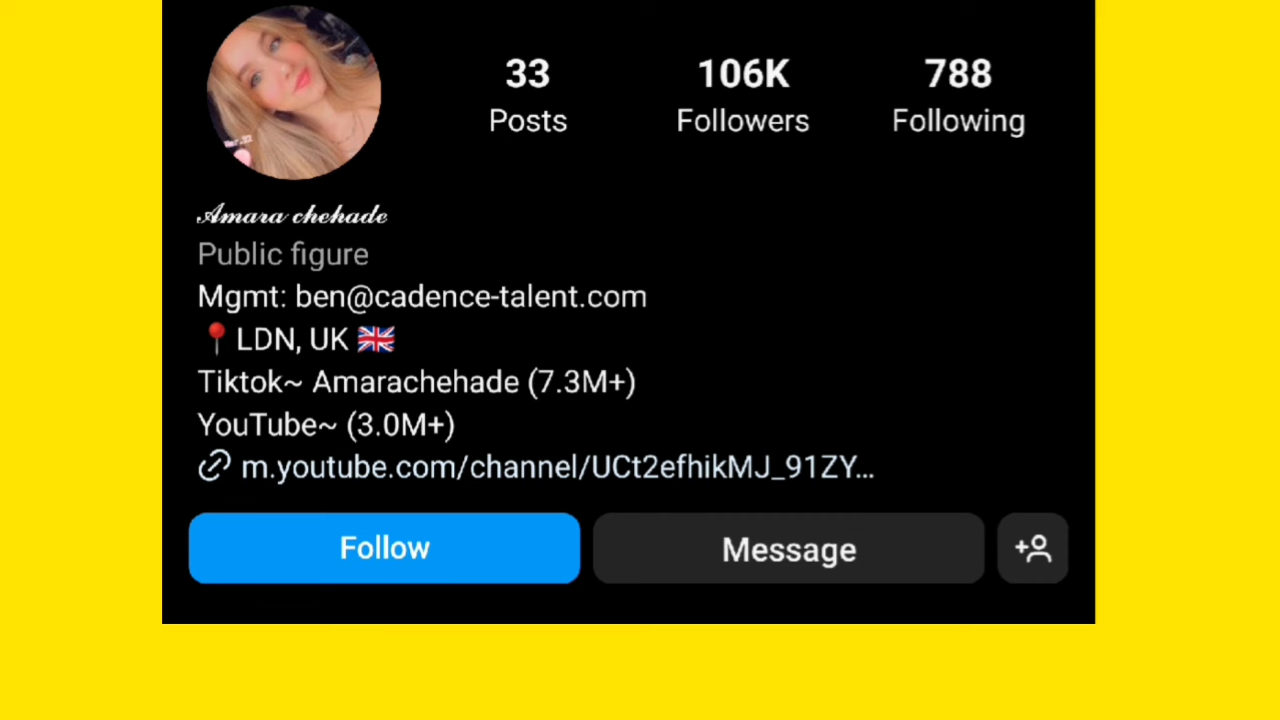 33 106K 788
Posts Followers Following
𝒜𝓂𝒶𝓇𝒶 𝒸𝒽𝑒𝒽𝒶𝒹𝑒
Public figure
Mgmt: ben@cadence-talent.com
📍LDN, UK 🇬🇧
Tiktok~ Amarachehade (7.3M+)
YouTube~ (3.0M+)
m.youtube.com/channel/UCt2efhikMJ_91ZY...
Follow Message